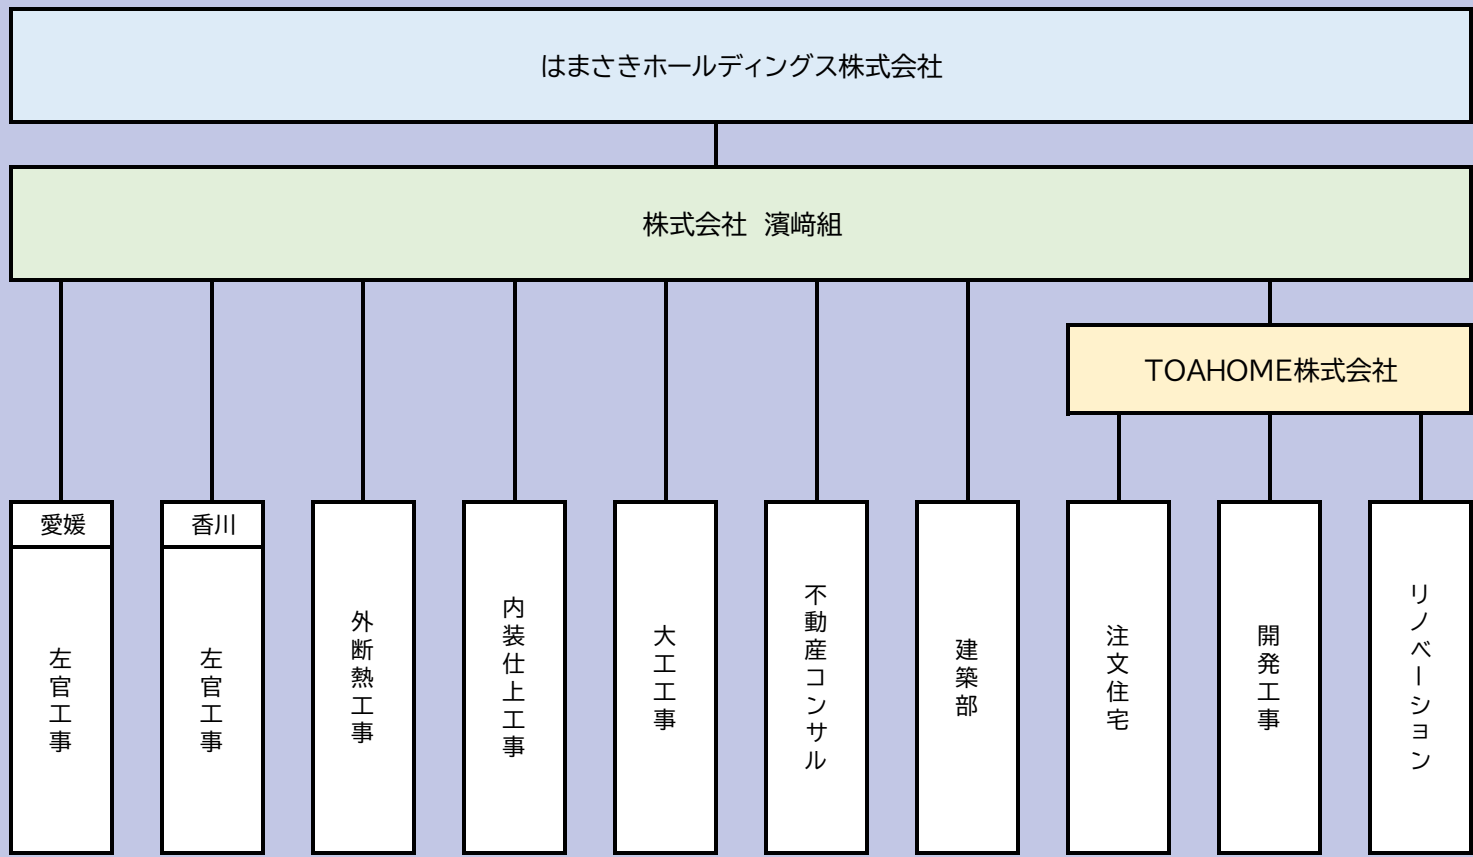 はまさきホールディングス株式会社
株式会社 濱﨑組
TOAHOME株式会社
愛媛
左官工事
香川
左官工事
外断熱工事
内装仕上工事
大工工事
不動産コンサル
建築部
注文住宅
開発工事
リノベーション